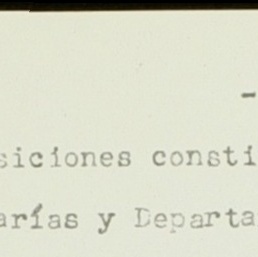 -
siciones consti
arías y Departa